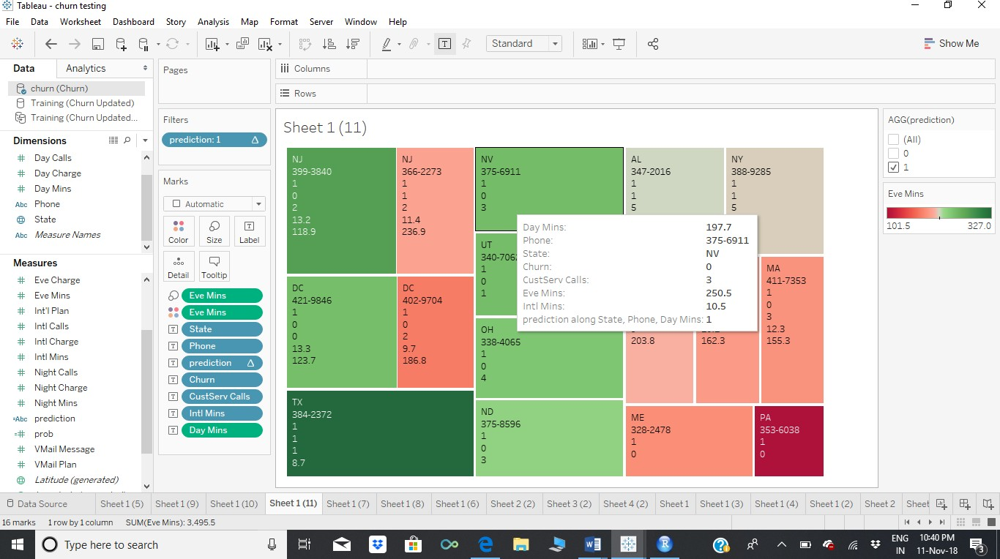 Tableau - churn testing
File Data Worksheet Dashboard Story Analysis Map Format Server Window Help
Standard
Show Me
Data Analytics
churn (Churn)
Training (Churn Updated)
Training (Churn Updated...
Dimensions
Day Calls
Day Charge
Day Mins
Abc Phone
State
Abc Measure Names
Measures
Eve Charge
Eve Mins
Int'l Plan
Intl Calls
Intl Charge
Intl Mins
Night Calls
Night Charge
Night Mins
=Abc prediction
prob
VMail Message
VMail Plan
Latitude (generated)
Pages
Filters
prediction: 1
Marks
Automatic
Color Size Label
Detail Tooltip
Eve Mins
Eve Mins
State
Phone
prediction
Churn
CustServ Calls
Intl Mins
Day Mins
Columns
Rows
Sheet 1 (11)
NJ
399-3840
1
0
2
13.2
118.9
NJ
366-2273
1
1
2
11.4
236.9
NV
375-6911
1
0
3
AL
347-2016
1
1
5
NY
388-9285
1
1
5
Day Mins: 197.7
Phone: 375-6911
State: NV
Churn: 0
CustServ Calls: 3
Eve Mins: 250.5
Intl Mins: 10.5
prediction along State, Phone, Day Mins: 1
UT
1
0
1
DC
421-9846
1
0
0
13.3
123.7
DC
402-9704
1
0
2
9.7
186.8
OH
338-4065
1
0
4
203.8
162.3
MA
411-7353
1
0
3
12.3
155.3
TX
384-2372
1
1
1
8.7
ND
375-8596
1
0
3
ME
328-2478
1
0
PA
353-6038
1
0
AGG(prediction)
(All)
0
1
Eve Mins
101.5 327.0
Data Source Sheet 1 (5) Sheet 1 (9) Sheet 1 (10) Sheet 1 (11) Sheet 1 (7) Sheet 1 (8) Sheet 1 (6) Sheet 2 (2) Sheet 3 (2) Sheet 4 (2) Sheet 1 Sheet 1 (3) Sheet 1 (4) Sheet 1 (2) Sheet 2 Sheet
16 marks 1 row by 1 column SUM(Eve Mins): 3,495.5
Type here to search
ENG
IN
10:40 PM
11-Nov-18
3